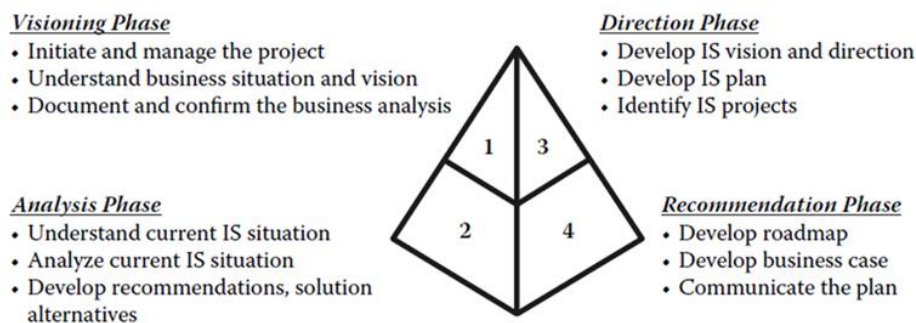 Visioning Phase
• Initiate and manage the project
• Understand business situation and vision
• Document and confirm the business analysis
Direction Phase
• Develop IS vision and direction
• Develop IS plan
• Identify IS projects
1
3
2
4
Analysis Phase
• Understand current IS situation
• Analyze current IS situation
• Develop recommendations, solution
alternatives
Recommendation Phase
• Develop roadmap
• Develop business case
• Communicate the plan